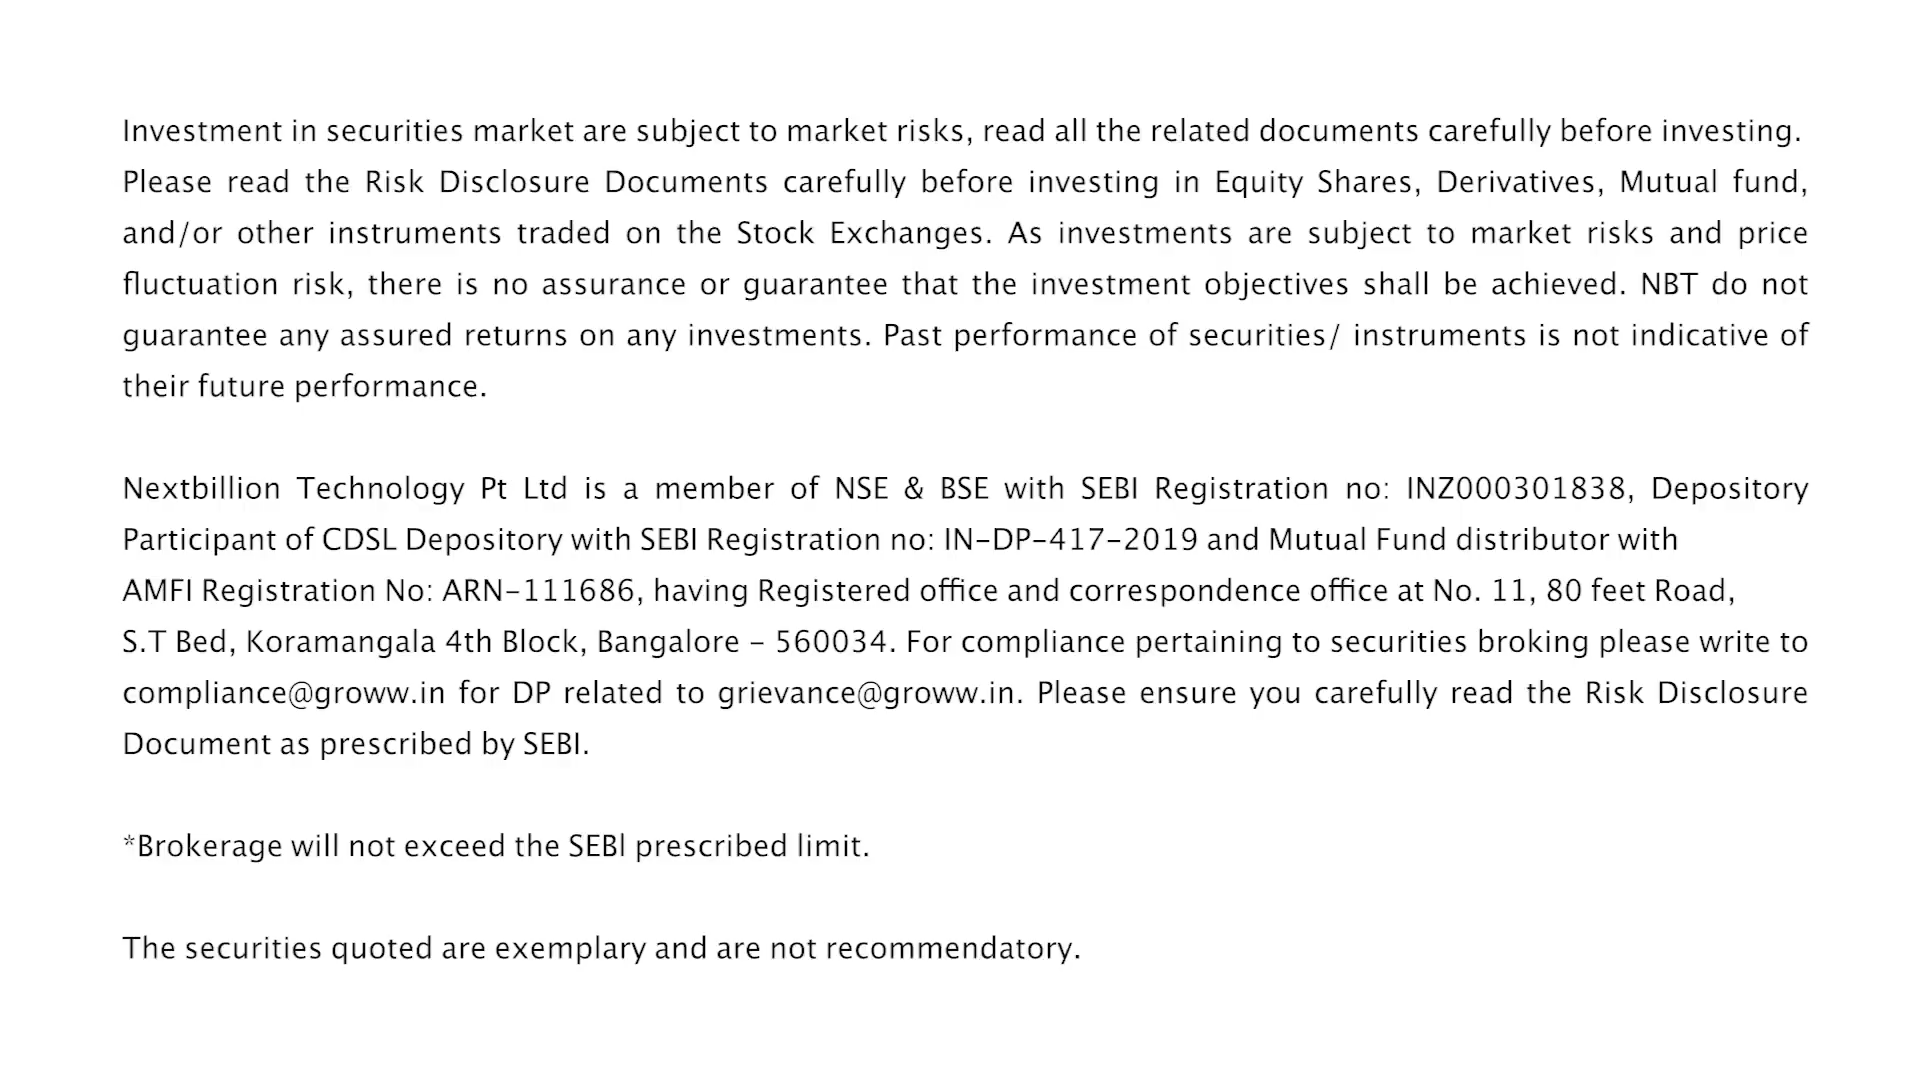 Investment in securities market are subject to market risks, read all the related documents carefully before investing.
Please read the Risk Disclosure Documents carefully before investing in Equity Shares, Derivatives, Mutual fund,
and/or other instruments traded on the Stock Exchanges. As investments are subject to market risks and price
fluctuation risk, there is no assurance or guarantee that the investment objectives shall be achieved. NBT do not
guarantee any assured returns on any investments. Past performance of securities/ instruments is not indicative of
their future performance.
Nextbillion Technology Pt Ltd is a member of NSE & BSE with SEBI Registration no: INZ000301838, Depository
Participant of CDSL Depository with SEBI Registration no: IN-DP-417-2019 and Mutual Fund distributor with
AMFI Registration No: ARN-111686, having Registered office and correspondence office at No. 11, 80 feet Road,
S.T Bed, Koramangala 4th Block, Bangalore - 560034. For compliance pertaining to securities broking please write to
compliance@groww.in for DP related to grievance@groww.in. Please ensure you carefully read the Risk Disclosure
Document as prescribed by SEBI.
*Brokerage will not exceed the SEBl prescribed limit.
The securities quoted are exemplary and are not recommendatory.